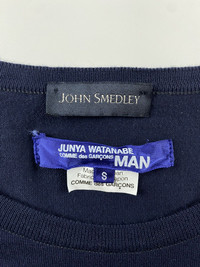 JOHN SMEDLEY
JUNYA WATANABE
COMME des GARÇONS
MAN
S
COMME des GARÇONS